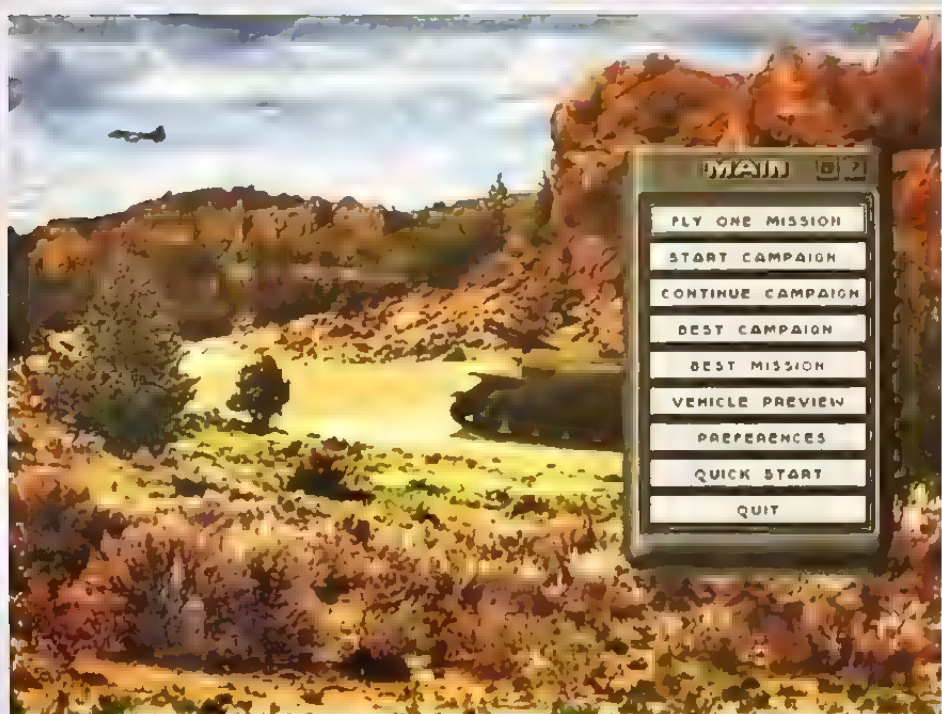 MAIN
FLY ONE MISSION
START CAMPAIGN
CONTINUE CAMPAIGN
BEST CAMPAIGN
BEST MISSION
VEHICLE PREVIEW
PREFERENCES
QUICK START
QUIT